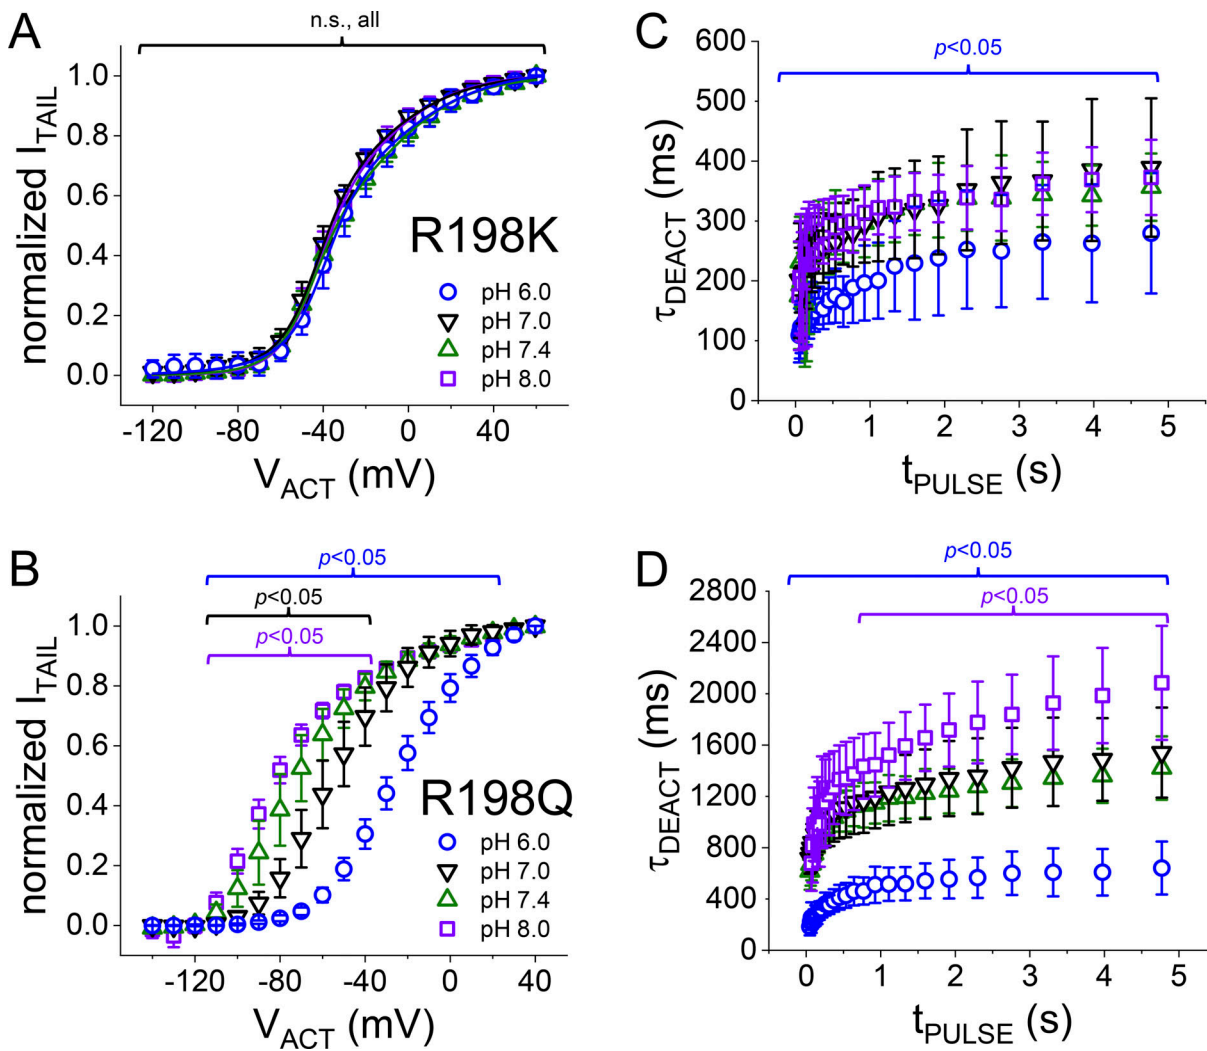 A
n.s., all
normalized I_TAIL
1.0
0.8
0.6
0.4
0.2
0.0
R198K
pH 6.0
pH 7.0
pH 7.4
pH 8.0
-120 -80 -40 0 40
V_ACT (mV)
C
p<0.05
τ_DEACT (ms)
600
500
400
300
200
100
0
0 1 2 3 4 5
t_PULSE (s)
B
p<0.05
p<0.05
p<0.05
normalized I_TAIL
1.0
0.8
0.6
0.4
0.2
0.0
R198Q
pH 6.0
pH 7.0
pH 7.4
pH 8.0
-120 -80 -40 0 40
V_ACT (mV)
D
p<0.05
p<0.05
τ_DEACT (ms)
2800
2400
2000
1600
1200
800
400
0
0 1 2 3 4 5
t_PULSE (s)